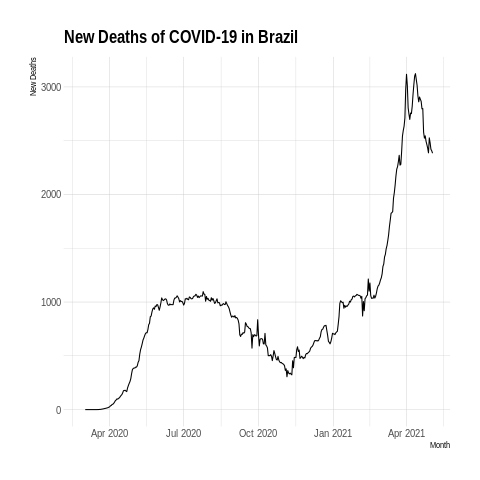 New Deaths of COVID-19 in Brazil
New Deaths
3000
2000
1000
0
Apr 2020 Jul 2020 Oct 2020 Jan 2021 Apr 2021
Month